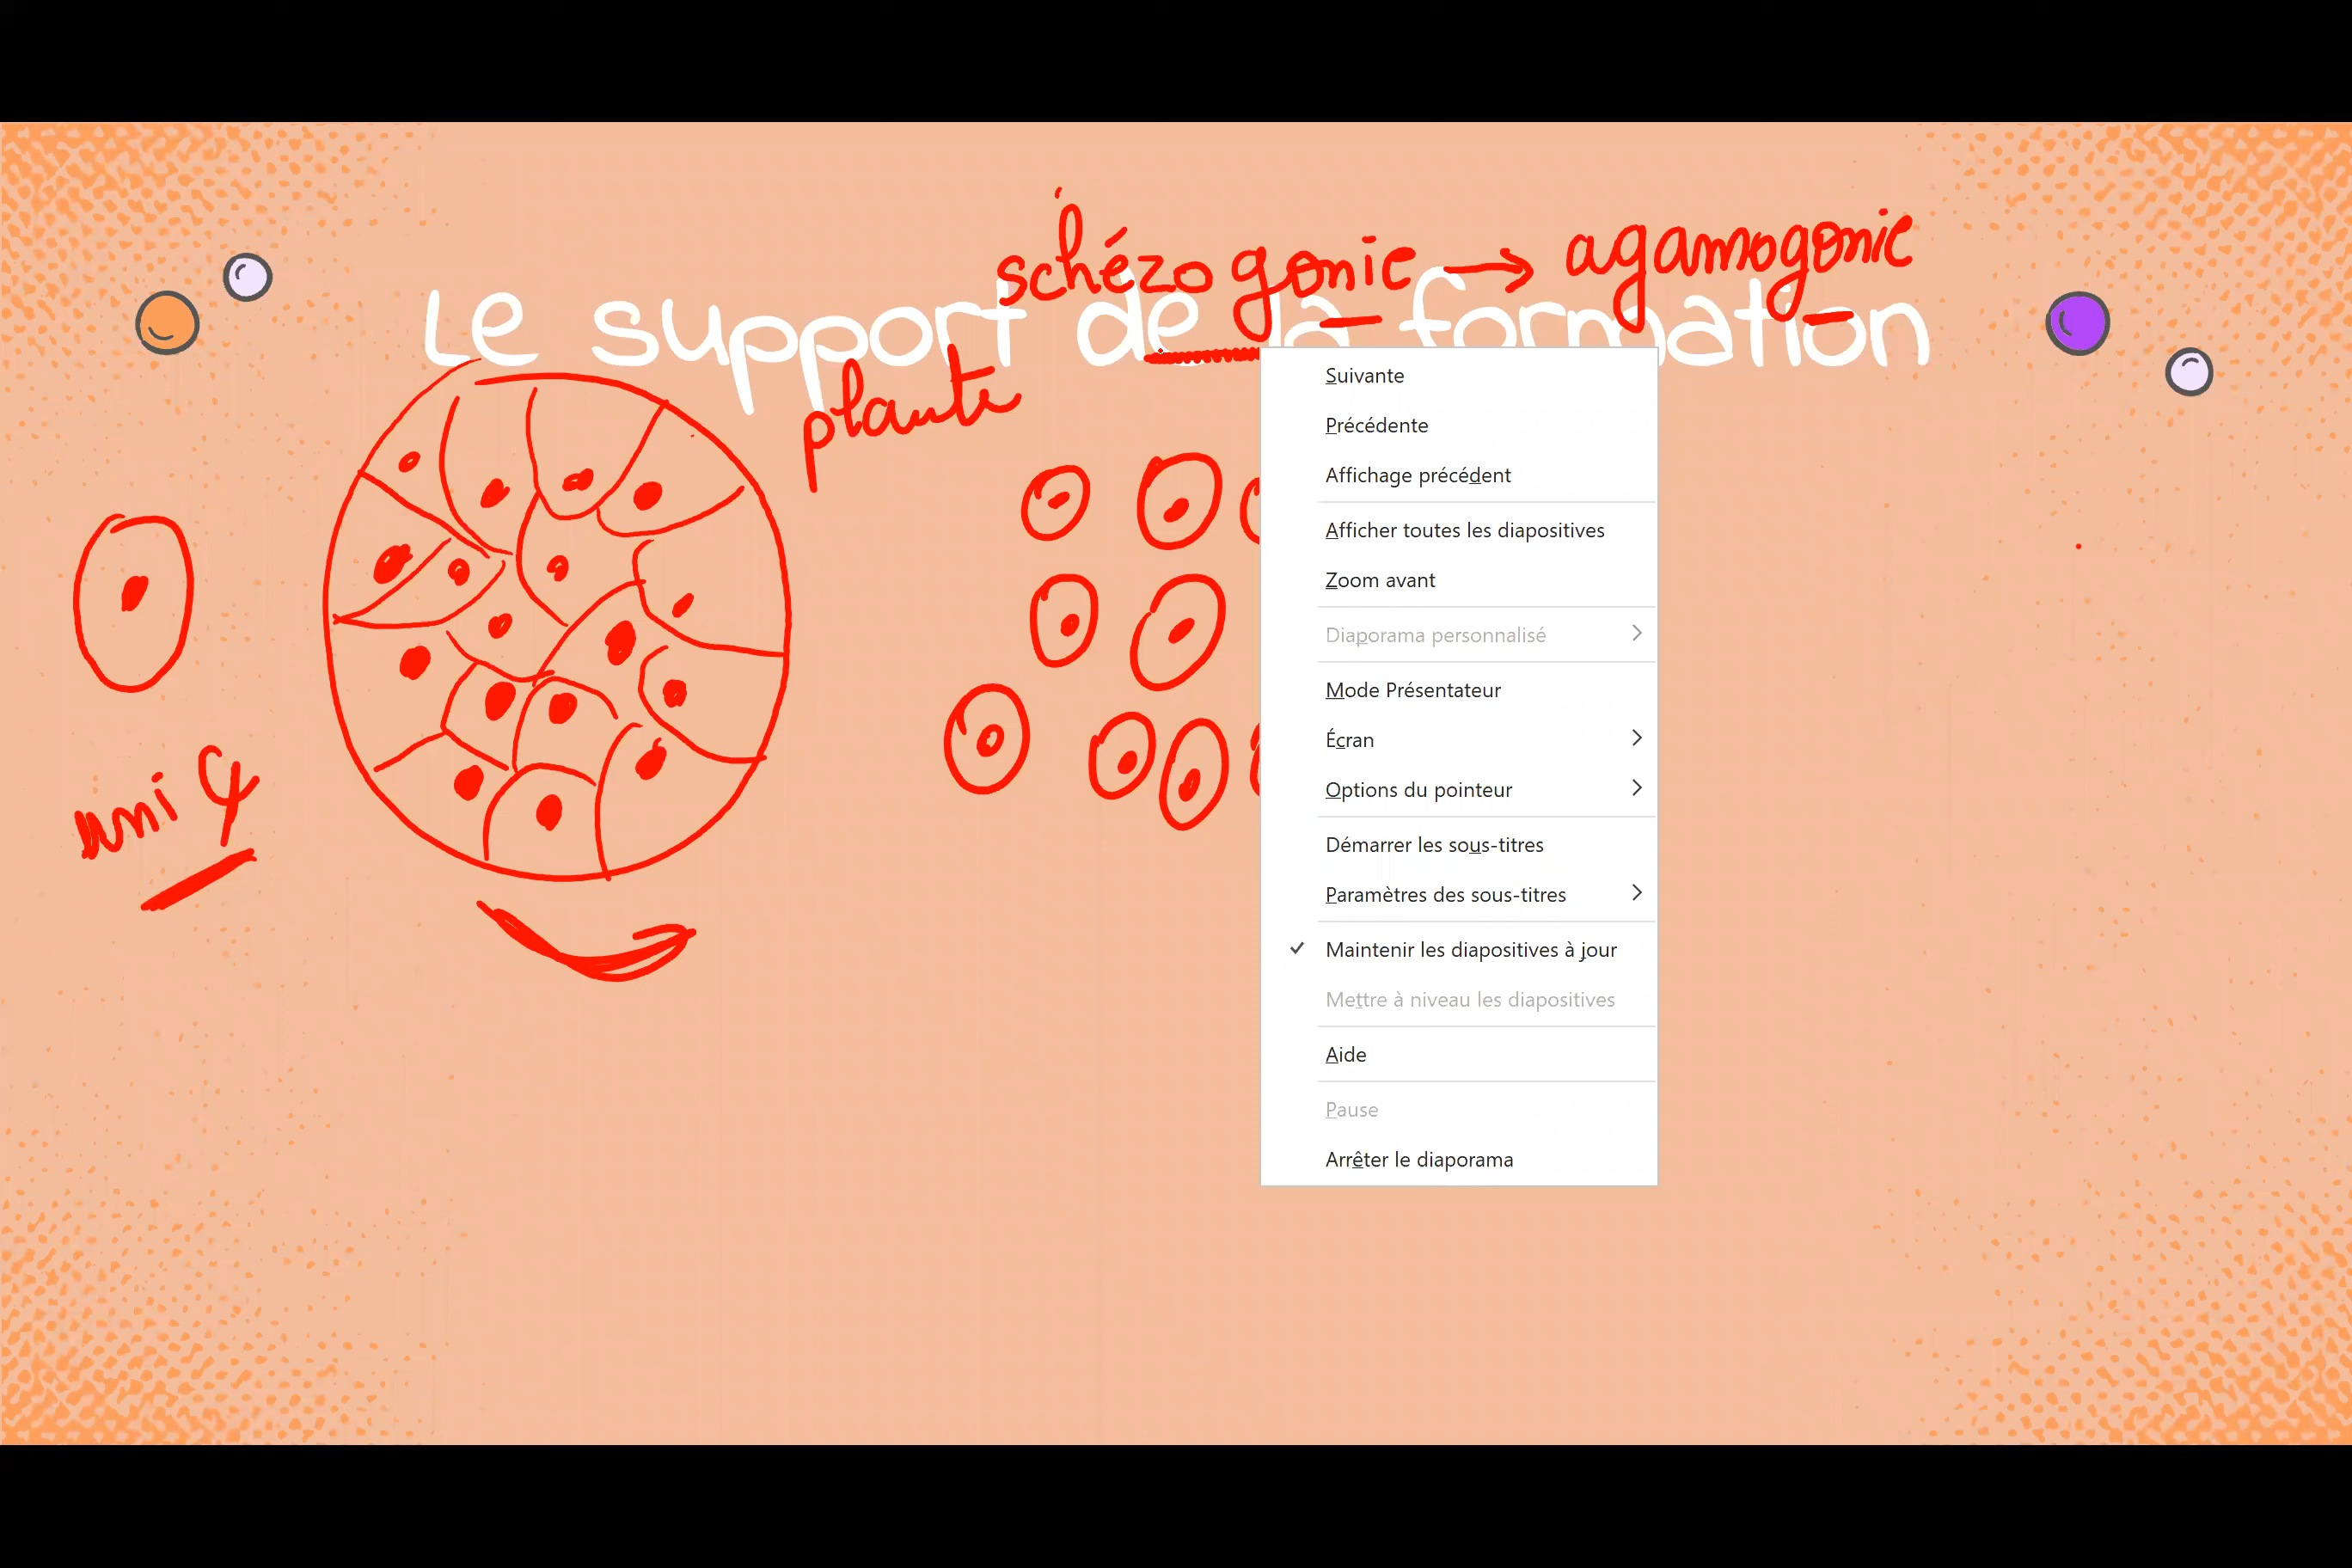 schézogonie → agamogonie
Le support de la formation
plante
uni
Suivante
Précédente
Affichage précédent
Afficher toutes les diapositives
Zoom avant
Diaporama personnalisé
Mode Présentateur
Écran
Options du pointeur
Démarrer les sous-titres
Paramètres des sous-titres
Maintenir les diapositives à jour
Mettre à niveau les diapositives
Aide
Pause
Arrêter le diaporama